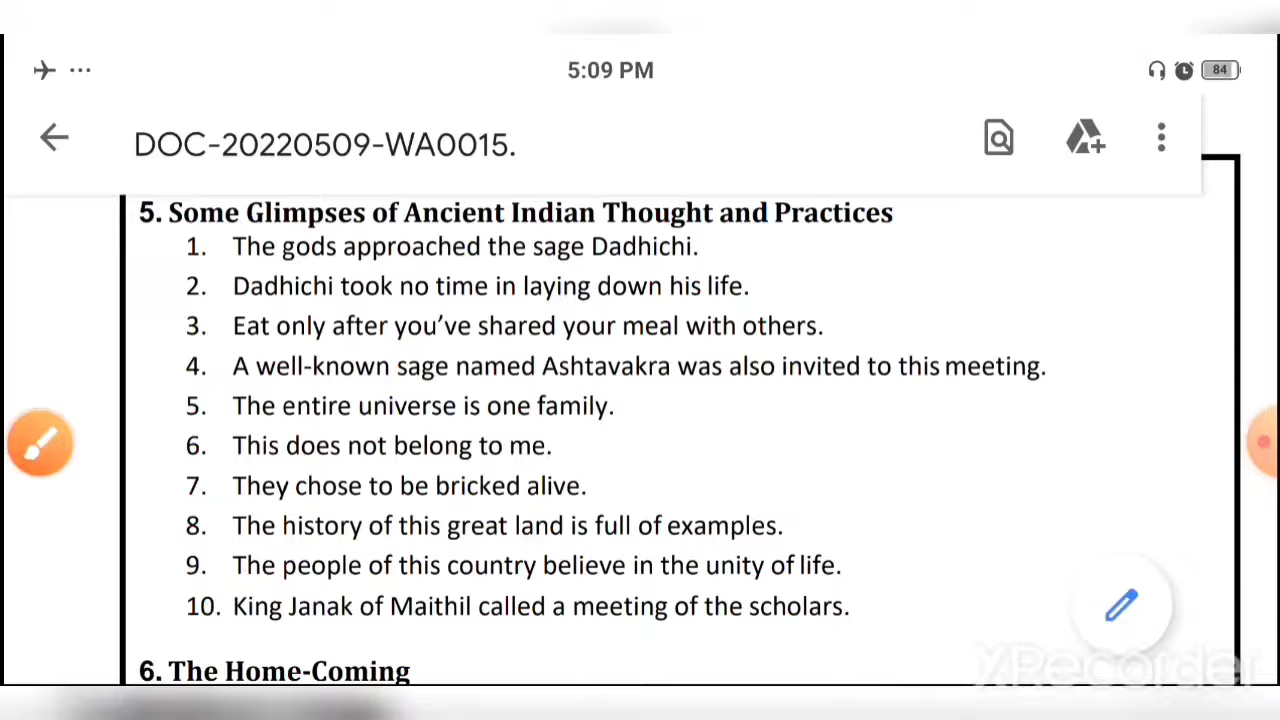 5:09 PM
84
DOC-20220509-WA0015.
5. Some Glimpses of Ancient Indian Thought and Practices
1. The gods approached the sage Dadhichi.
2. Dadhichi took no time in laying down his life.
3. Eat only after you've shared your meal with others.
4. A well-known sage named Ashtavakra was also invited to this meeting.
5. The entire universe is one family.
6. This does not belong to me.
7. They chose to be bricked alive.
8. The history of this great land is full of examples.
9. The people of this country believe in the unity of life.
10. King Janak of Maithil called a meeting of the scholars.
6. The Home-Coming
XRecorder